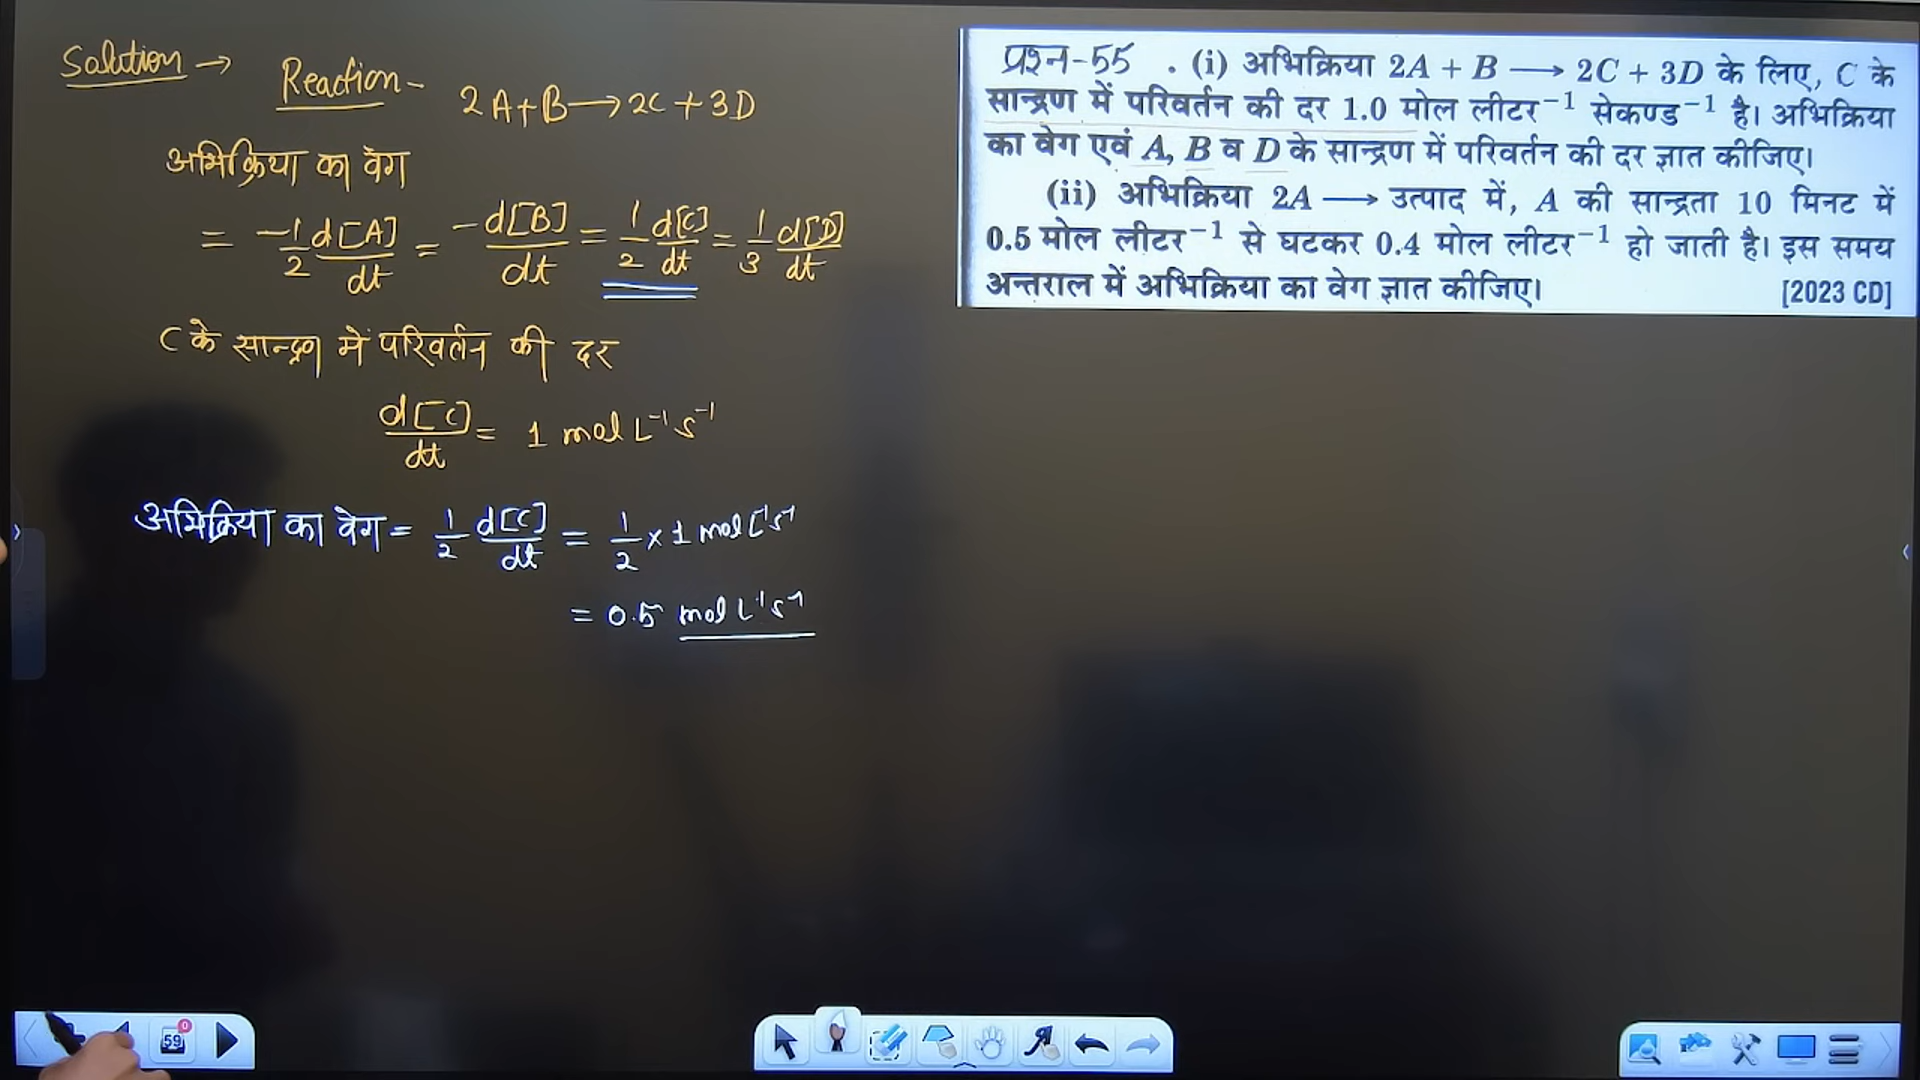 Solution →
Reaction- 2A+B→2C+3D
अभिक्रिया का वेग
= -1/2 d[A]/dt = -d[B]/dt = 1/2 d[C]/dt = 1/3 d[D]/dt
C के सान्द्रण में परिवर्तन की दर
d[C]/dt = 1 mol L⁻¹ s⁻¹
अभिक्रिया का वेग = 1/2 d[C]/dt = 1/2 × 1 mol L⁻¹s⁻¹
= 0.5 mol L⁻¹s⁻¹
प्रश्न-55 . (i) अभिक्रिया 2A + B ⟶ 2C + 3D के लिए, C के
सान्द्रण में परिवर्तन की दर 1.0 मोल लीटर⁻¹ सेकण्ड⁻¹ है। अभिक्रिया
का वेग एवं A, B व D के सान्द्रण में परिवर्तन की दर ज्ञात कीजिए।
(ii) अभिक्रिया 2A ⟶ उत्पाद में, A की सान्द्रता 10 मिनट में
0.5 मोल लीटर⁻¹ से घटकर 0.4 मोल लीटर⁻¹ हो जाती है। इस समय
अन्तराल में अभिक्रिया का वेग ज्ञात कीजिए। [2023 CD]
59
0